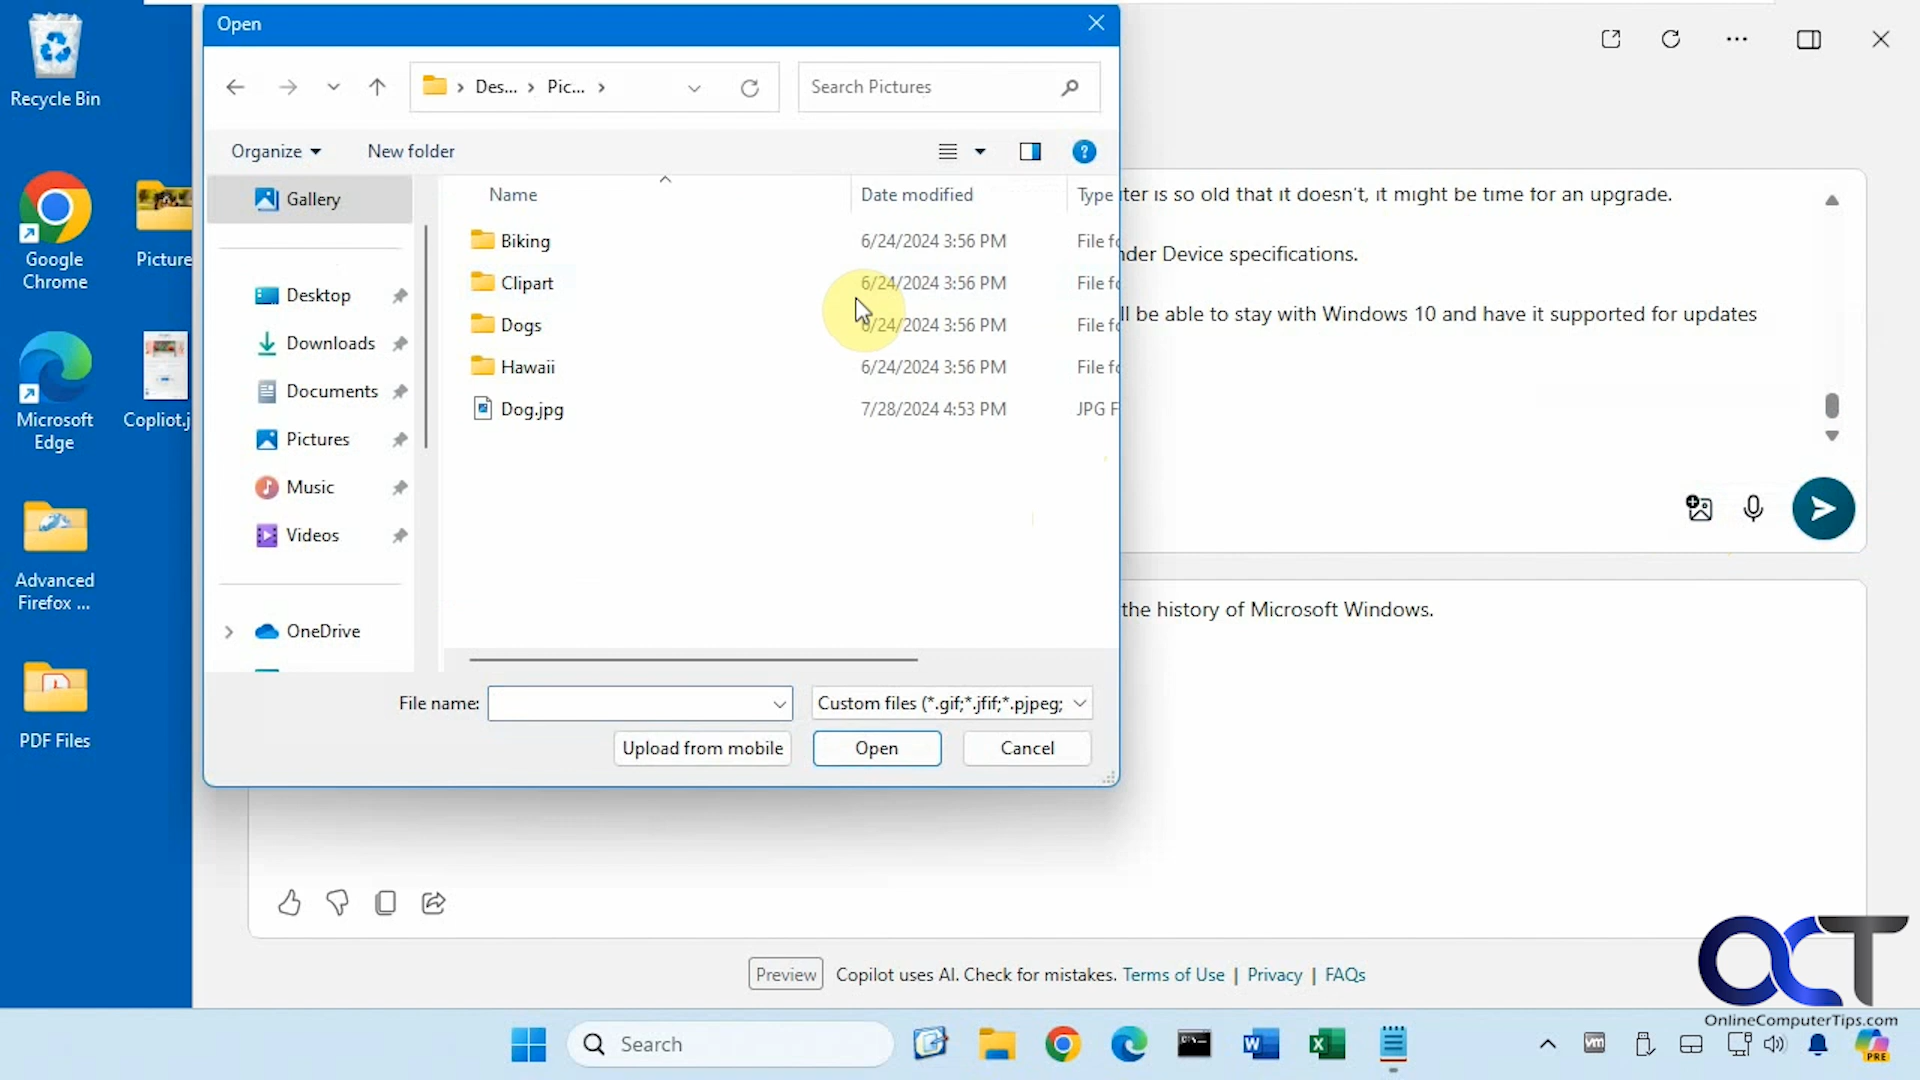 Open
Des... > Pic... >
Search Pictures
Organize
New folder
Gallery
Desktop
Downloads
Documents
Pictures
Music
Videos
OneDrive
Name
Date modified
Type
Biking
6/24/2024 3:56 PM
File fo
Clipart
6/24/2024 3:56 PM
File fo
Dogs
6/24/2024 3:56 PM
File fo
Hawaii
6/24/2024 3:56 PM
File fo
Dog.jpg
7/28/2024 4:53 PM
JPG F
File name:
Custom files (*.gif;*.jfif;*.pjpeg;
Upload from mobile
Open
Cancel
Recycle Bin
Google
Chrome
Picture
Microsoft
Edge
Copliot.j
Advanced
Firefox ...
PDF Files
ter is so old that it doesn't, it might be time for an upgrade.
nder Device specifications.
ll be able to stay with Windows 10 and have it supported for updates
the history of Microsoft Windows.
Preview
Copilot uses AI. Check for mistakes. Terms of Use | Privacy | FAQs
OCT
OnlineComputerTips.com
Search
vm
PRE